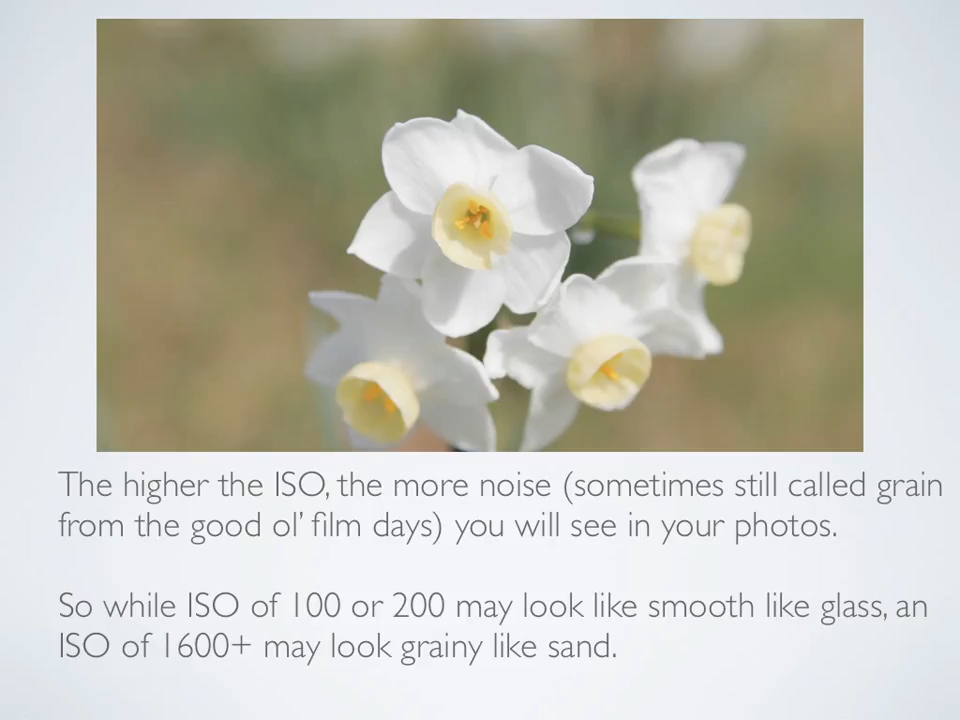 The higher the ISO, the more noise (sometimes still called grain
from the good ol’ film days) you will see in your photos.
So while ISO of 100 or 200 may look like smooth like glass, an
ISO of 1600+ may look grainy like sand.